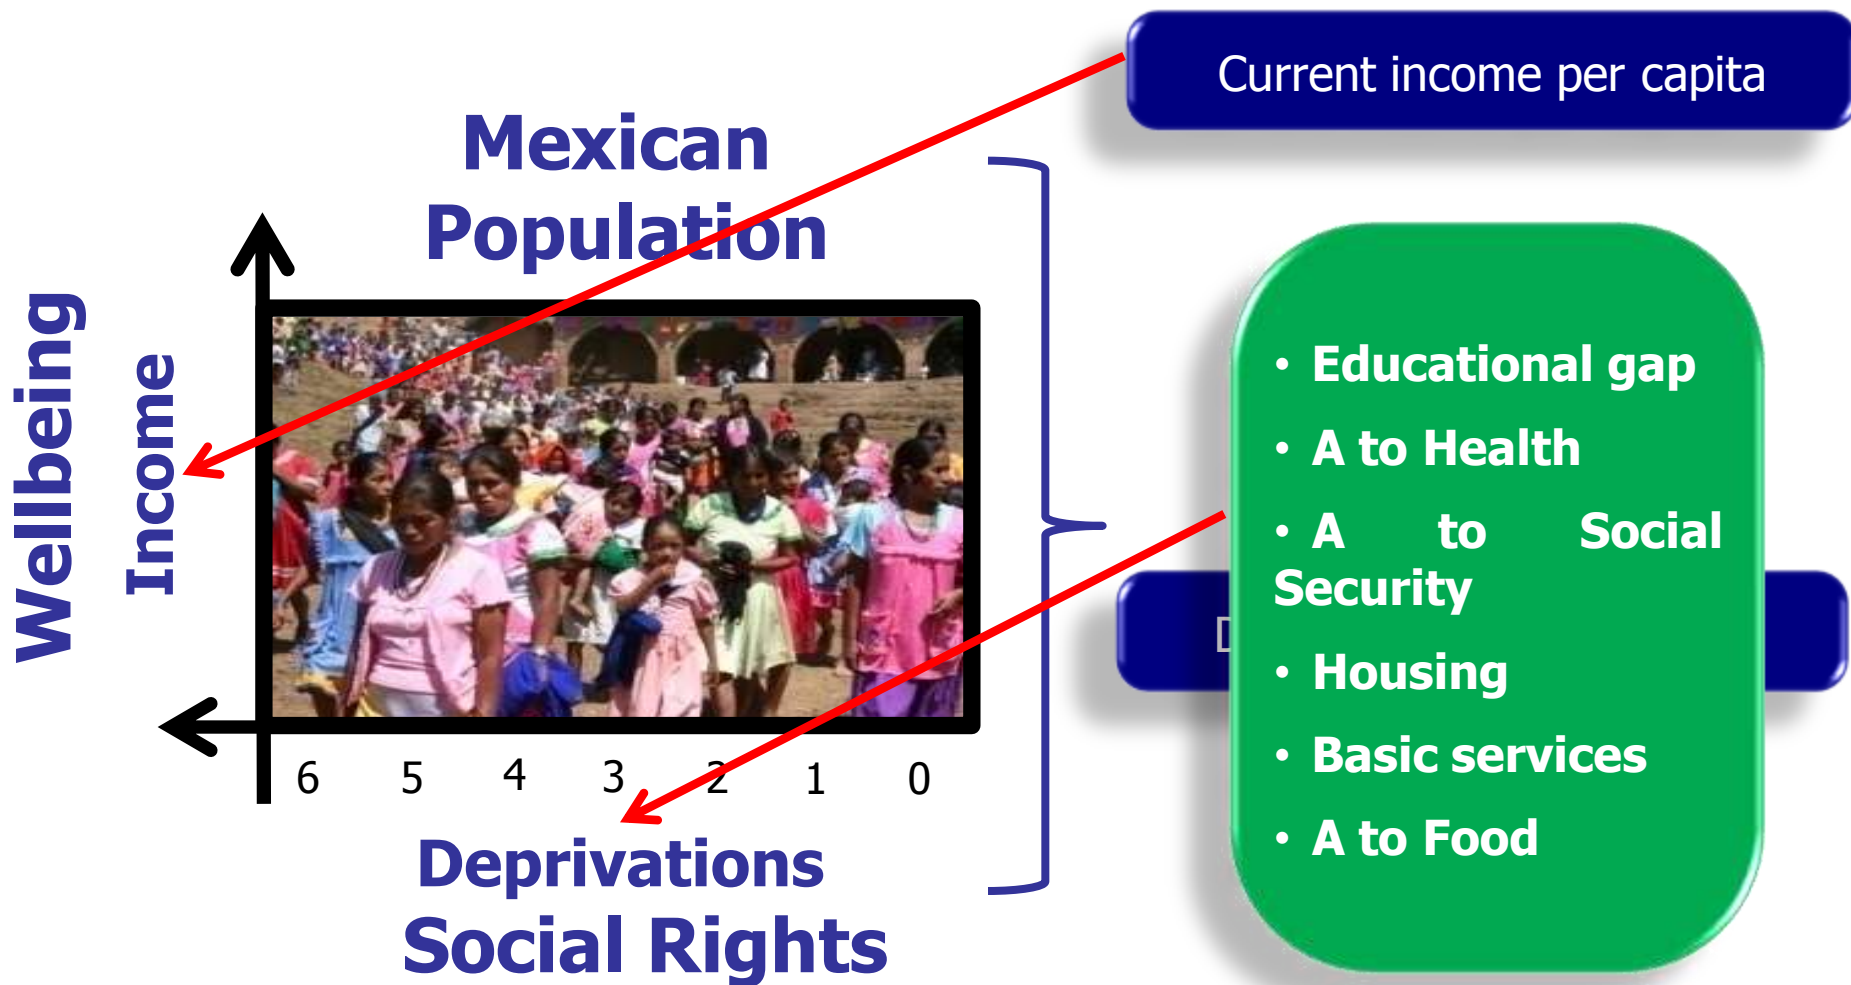 Current income per capita
Mexican
Population
Wellbeing
Income
6 5 4 3 2 1 0
Deprivations
Social Rights
• Educational gap
• A to Health
• A to Social
Security
• Housing
• Basic services
• A to Food